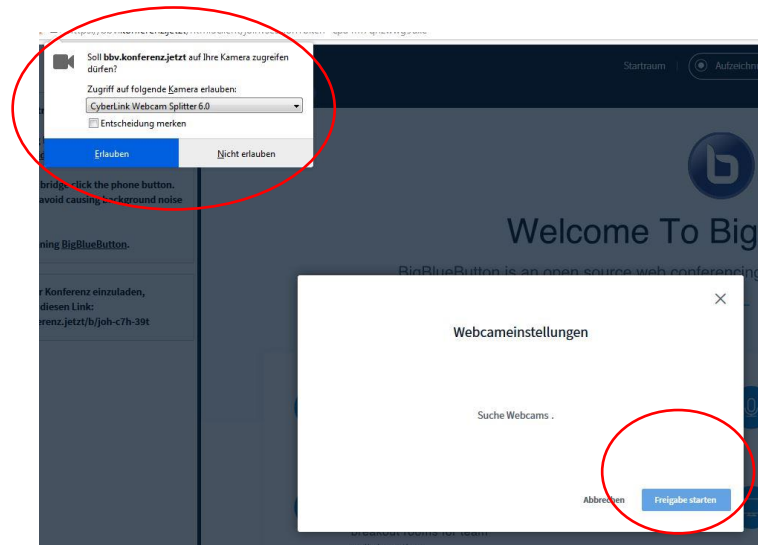 Soll bbv.konferenz.jetzt auf Ihre Kamera zugreifen
dürfen?
Zugriff auf folgende Kamera erlauben:
CyberLink Webcam Splitter 6.0
Entscheidung merken
Erlauben
Nicht erlauben
Startraum
Aufzeichn
bridge click the phone button.
avoid causing background noise
ning BigBlueButton.
r Konferenz einzuladen,
diesen Link:
erenz.jetzt/b/joh-c7h-39t
Welcome To Big
BigBlueButton is an open source web conferencing
Webcameinstellungen
Suche Webcams .
Abbrechen
Freigabe starten
breakout rooms for team